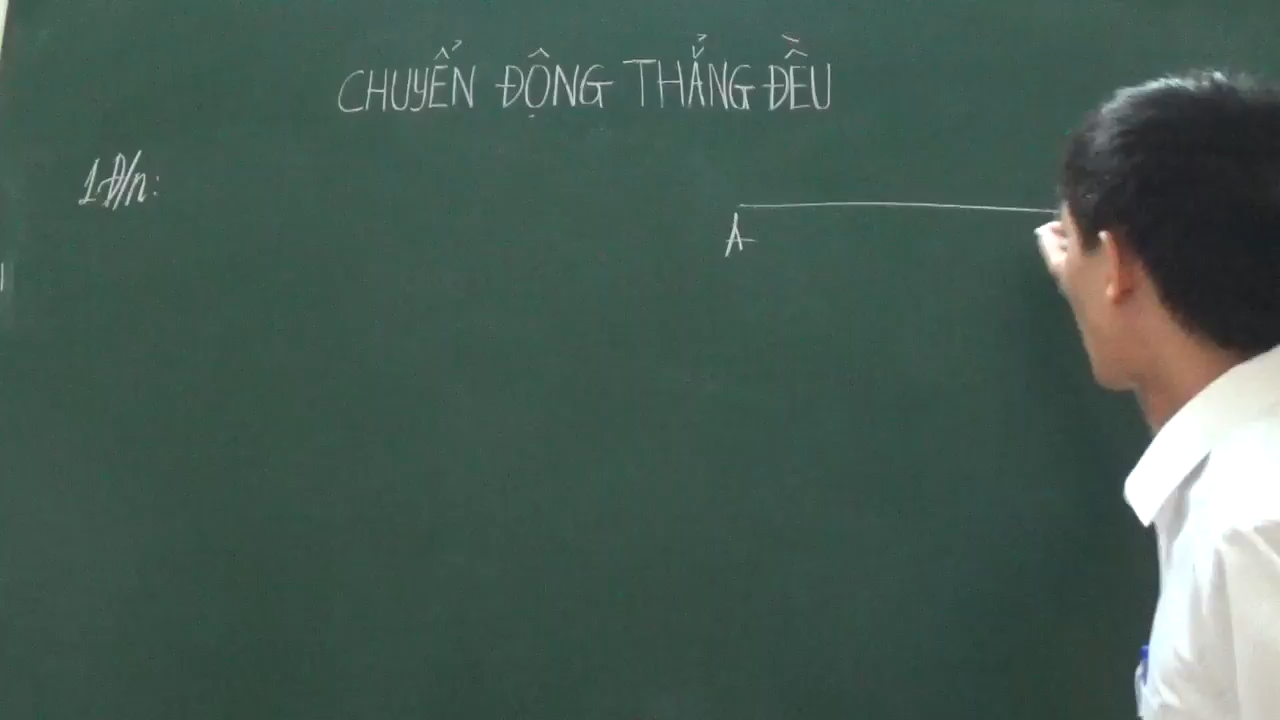 CHUYỂN ĐỘNG THẲNG ĐỀU
1. Đ/n:
A